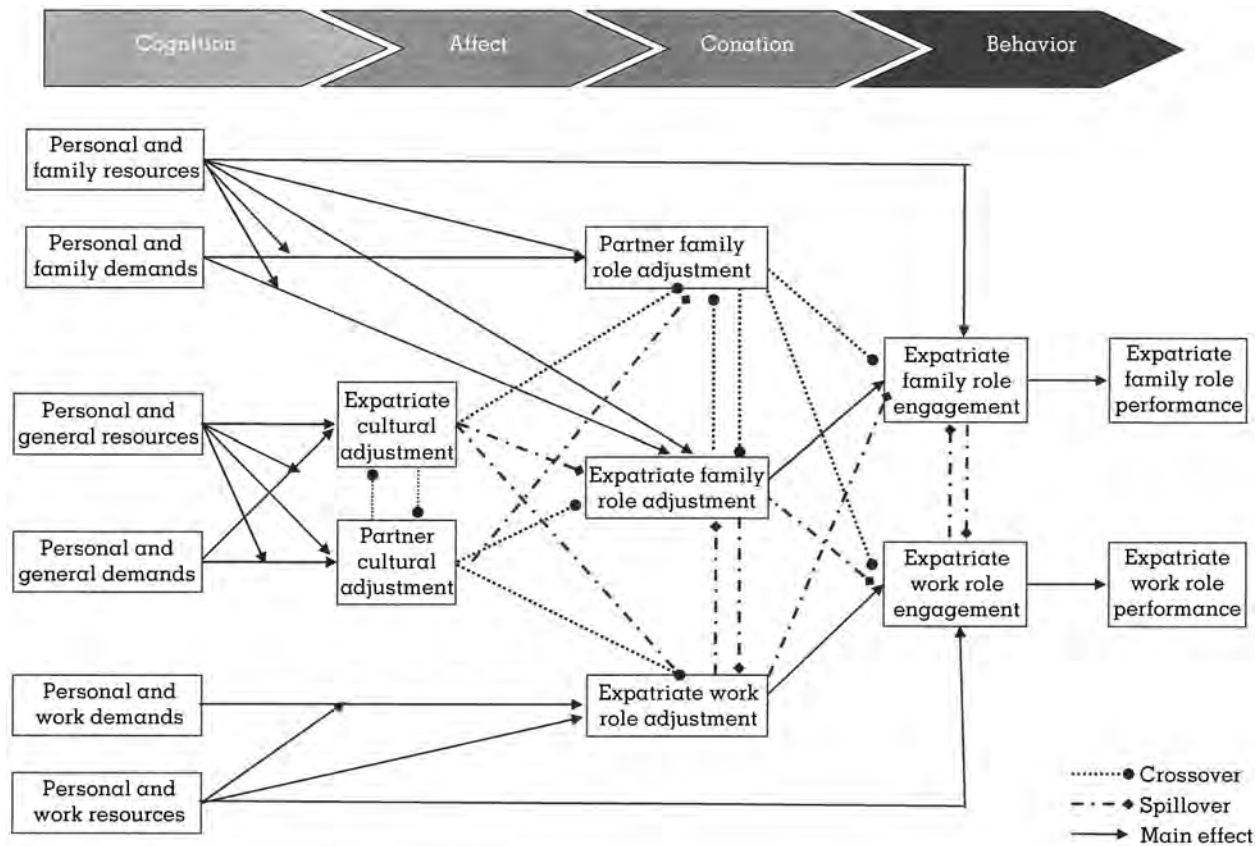 Cognition
Affect
Conation
Behavior
Personal and
family resources
Personal and
family demands
Partner family
role adjustment
Expatriate
family role
engagement
Expatriate
family role
performance
Personal and
general resources
Expatriate
cultural
adjustment
Expatriate family
role adjustment
Personal and
general demands
Partner
cultural
adjustment
Expatriate
work role
engagement
Expatriate
work role
performance
Personal and
work demands
Expatriate work
role adjustment
Personal and
work resources
Crossover
Spillover
Main effect